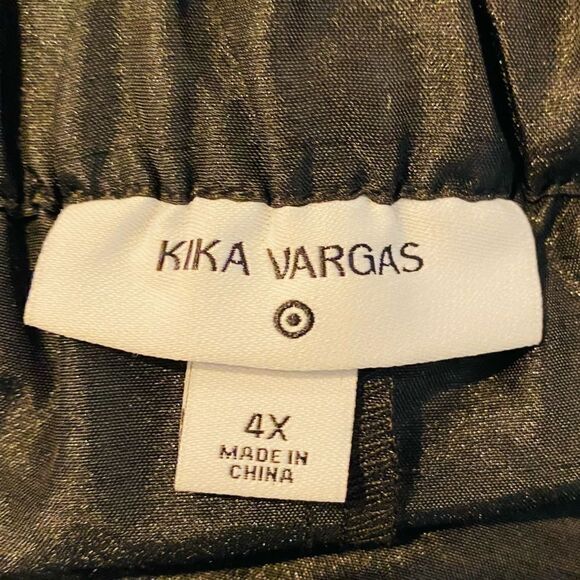 KIKA VARGAS
4X
MADE IN
CHINA